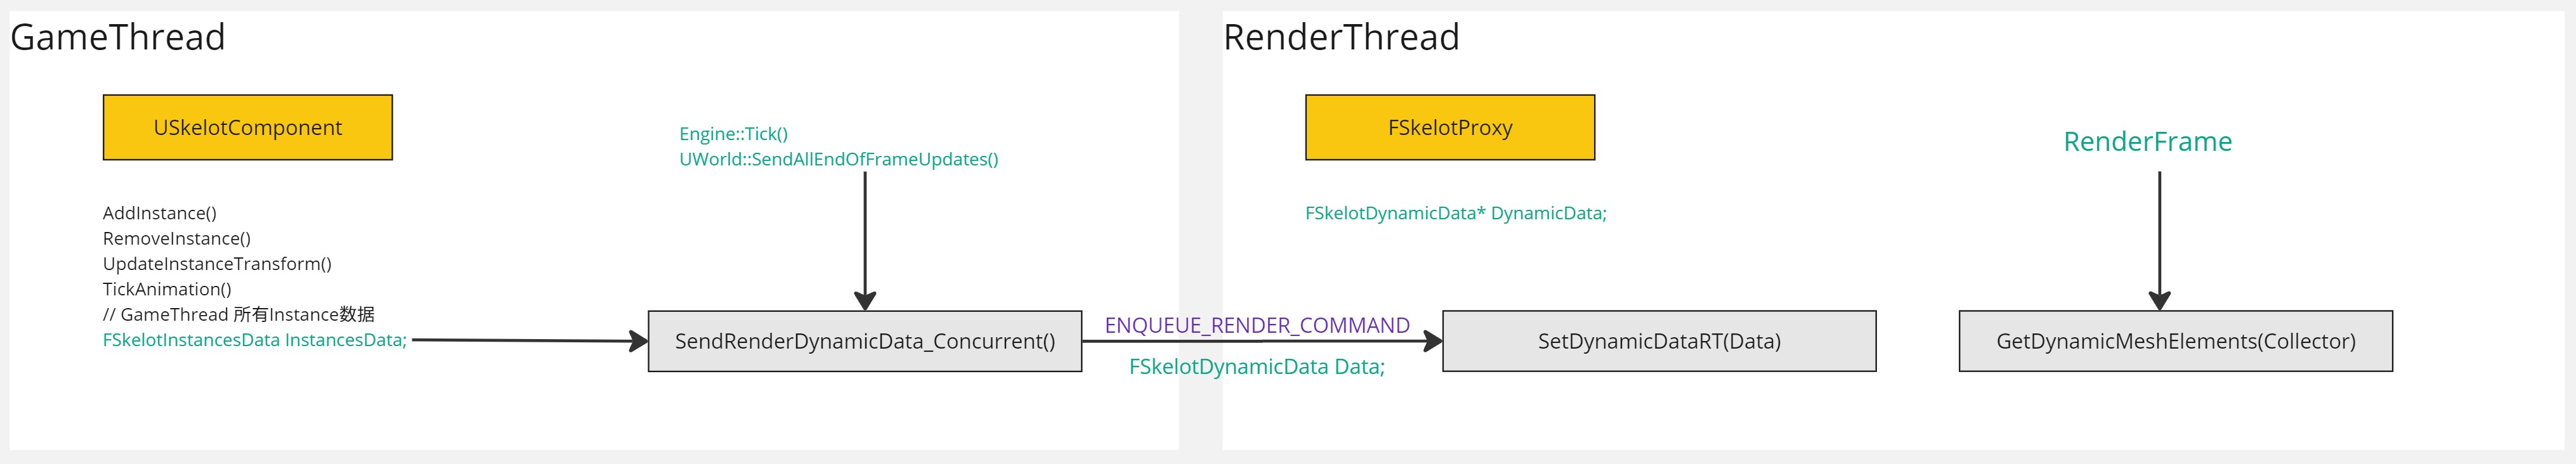 GameThread
USkelotComponent
AddInstance()
RemoveInstance()
UpdateInstanceTransform()
TickAnimation()
// GameThread 所有Instance数据
FSkelotInstancesData InstancesData;
Engine::Tick()
UWorld::SendAllEndOfFrameUpdates()
SendRenderDynamicData_Concurrent()
ENQUEUE_RENDER_COMMAND
FSkelotDynamicData Data;
RenderThread
FSkelotProxy
FSkelotDynamicData* DynamicData;
SetDynamicDataRT(Data)
RenderFrame
GetDynamicMeshElements(Collector)